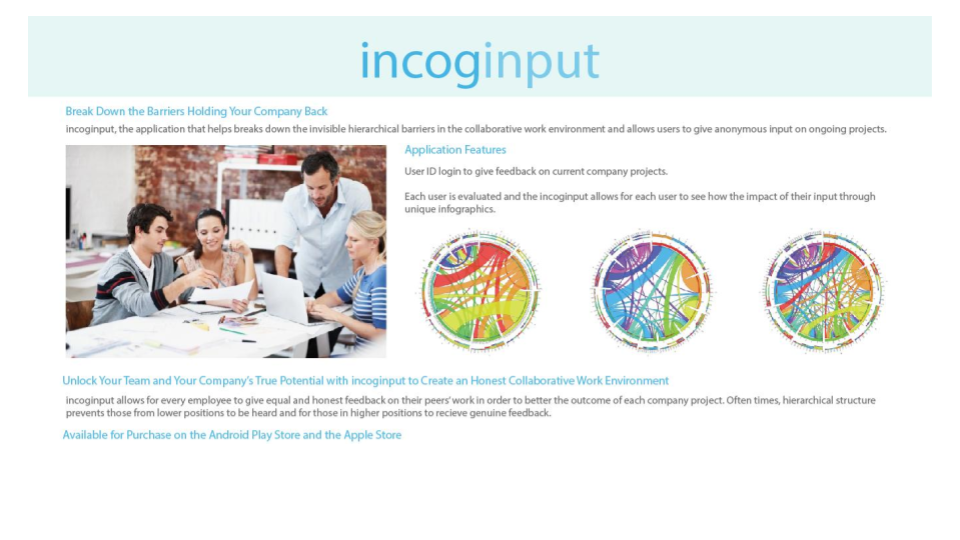 incoginput
Break Down the Barriers Holding Your Company Back
incoginput, the application that helps breaks down the invisible hierarchical barriers in the collaborative work environment and allows users to give anonymous input on ongoing projects.
Application Features
User ID login to give feedback on current company projects.
Each user is evaluated and the incoginput allows for each user to see how the impact of their input through
unique infographics.
Unlock Your Team and Your Company's True Potential with incoginput to Create an Honest Collaborative Work Environment
incoginput allows for every employee to give equal and honest feedback on their peers' work in order to better the outcome of each company project. Often times, hierarchical structure
prevents those from lower positions to be heard and for those in higher positions to recieve genuine feedback.
Available for Purchase on the Android Play Store and the Apple Store